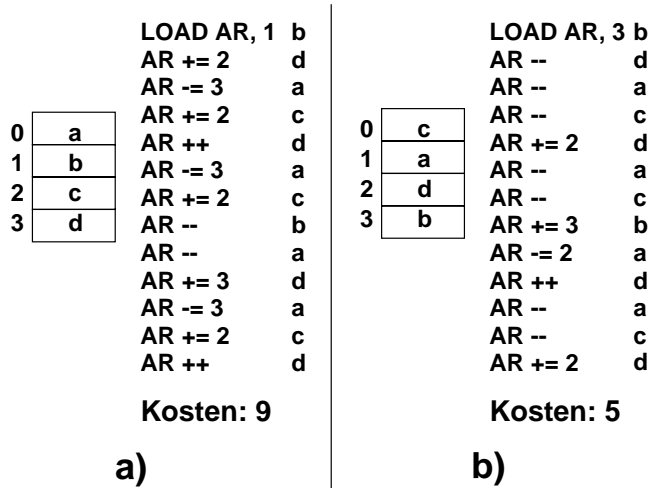 LOAD AR, 1 b
AR += 2 d
AR -= 3 a
AR += 2 c
AR ++ d
AR -= 3 a
AR += 2 c
AR -- b
AR -- a
AR += 3 d
AR -= 3 a
AR += 2 c
AR ++ d
0 a
1 b
2 c
3 d
Kosten: 9
a)
LOAD AR, 3 b
AR -- d
AR -- a
AR -- c
AR += 2 d
AR -- a
AR -- c
AR += 3 b
AR -= 2 a
AR ++ d
AR -- a
AR -- c
AR += 2 d
0 c
1 a
2 d
3 b
Kosten: 5
b)